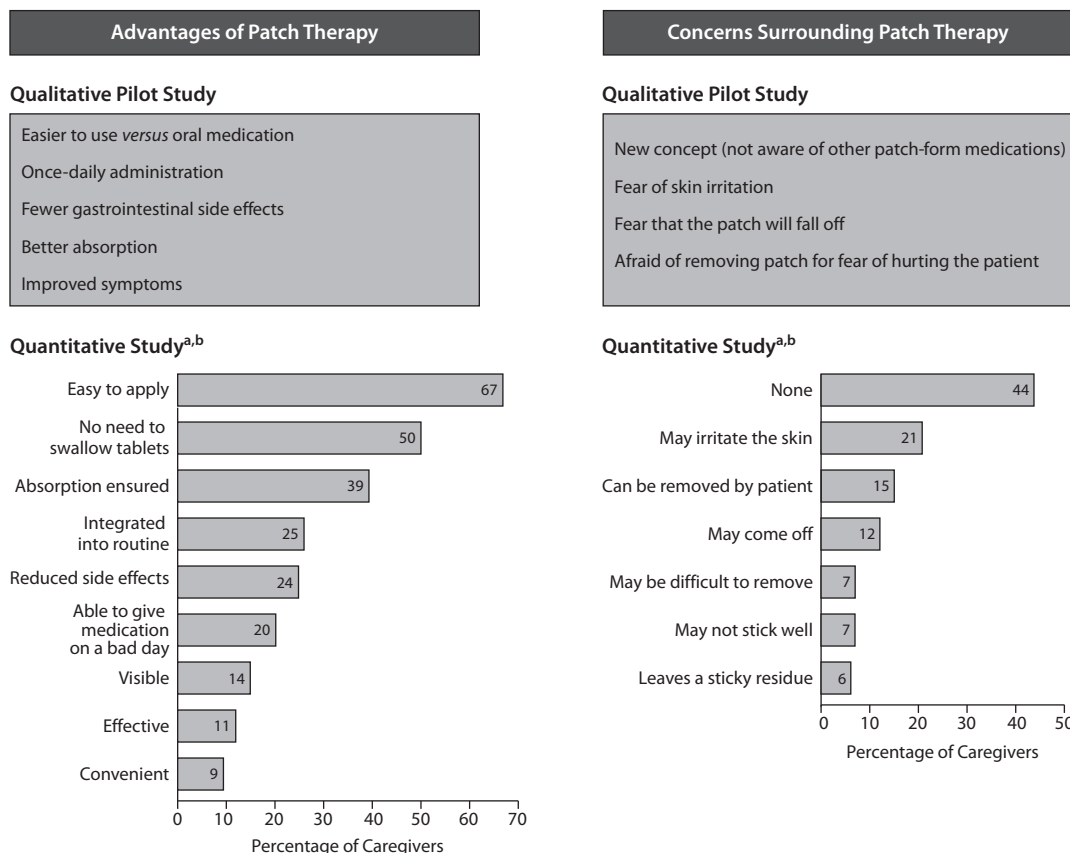 Advantages of Patch Therapy
Qualitative Pilot Study
Easier to use versus oral medication
Once-daily administration
Fewer gastrointestinal side effects
Better absorption
Improved symptoms
Quantitative Studya,b
Easy to apply
67
No need to
swallow tablets
50
Absorption ensured
39
Integrated
into routine
25
Reduced side effects
24
Able to give
medication
on a bad day
20
Visible
14
Effective
11
Convenient
9
0 10 20 30 40 50 60 70
Percentage of Caregivers
Concerns Surrounding Patch Therapy
Qualitative Pilot Study
New concept (not aware of other patch-form medications)
Fear of skin irritation
Fear that the patch will fall off
Afraid of removing patch for fear of hurting the patient
Quantitative Studya,b
None
44
May irritate the skin
21
Can be removed by patient
15
May come off
12
May be difficult to remove
7
May not stick well
7
Leaves a sticky residue
6
0 10 20 30 40 50
Percentage of Caregivers